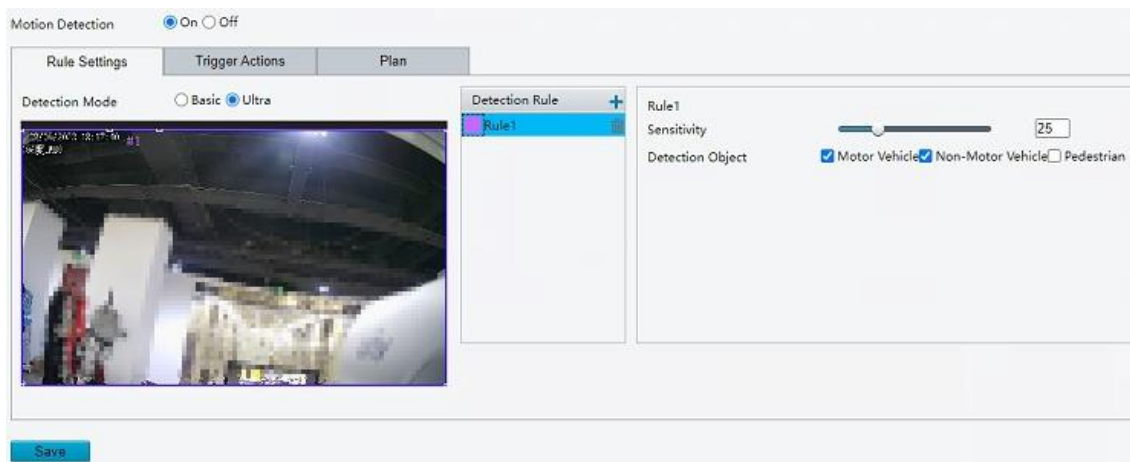 Motion Detection On Off
Rule Settings Trigger Actions Plan
Detection Mode Basic Ultra
Detection Rule +
Rule1
#1
Rule1
Sensitivity 25
Detection Object Motor Vehicle Non-Motor Vehicle Pedestrian
Save